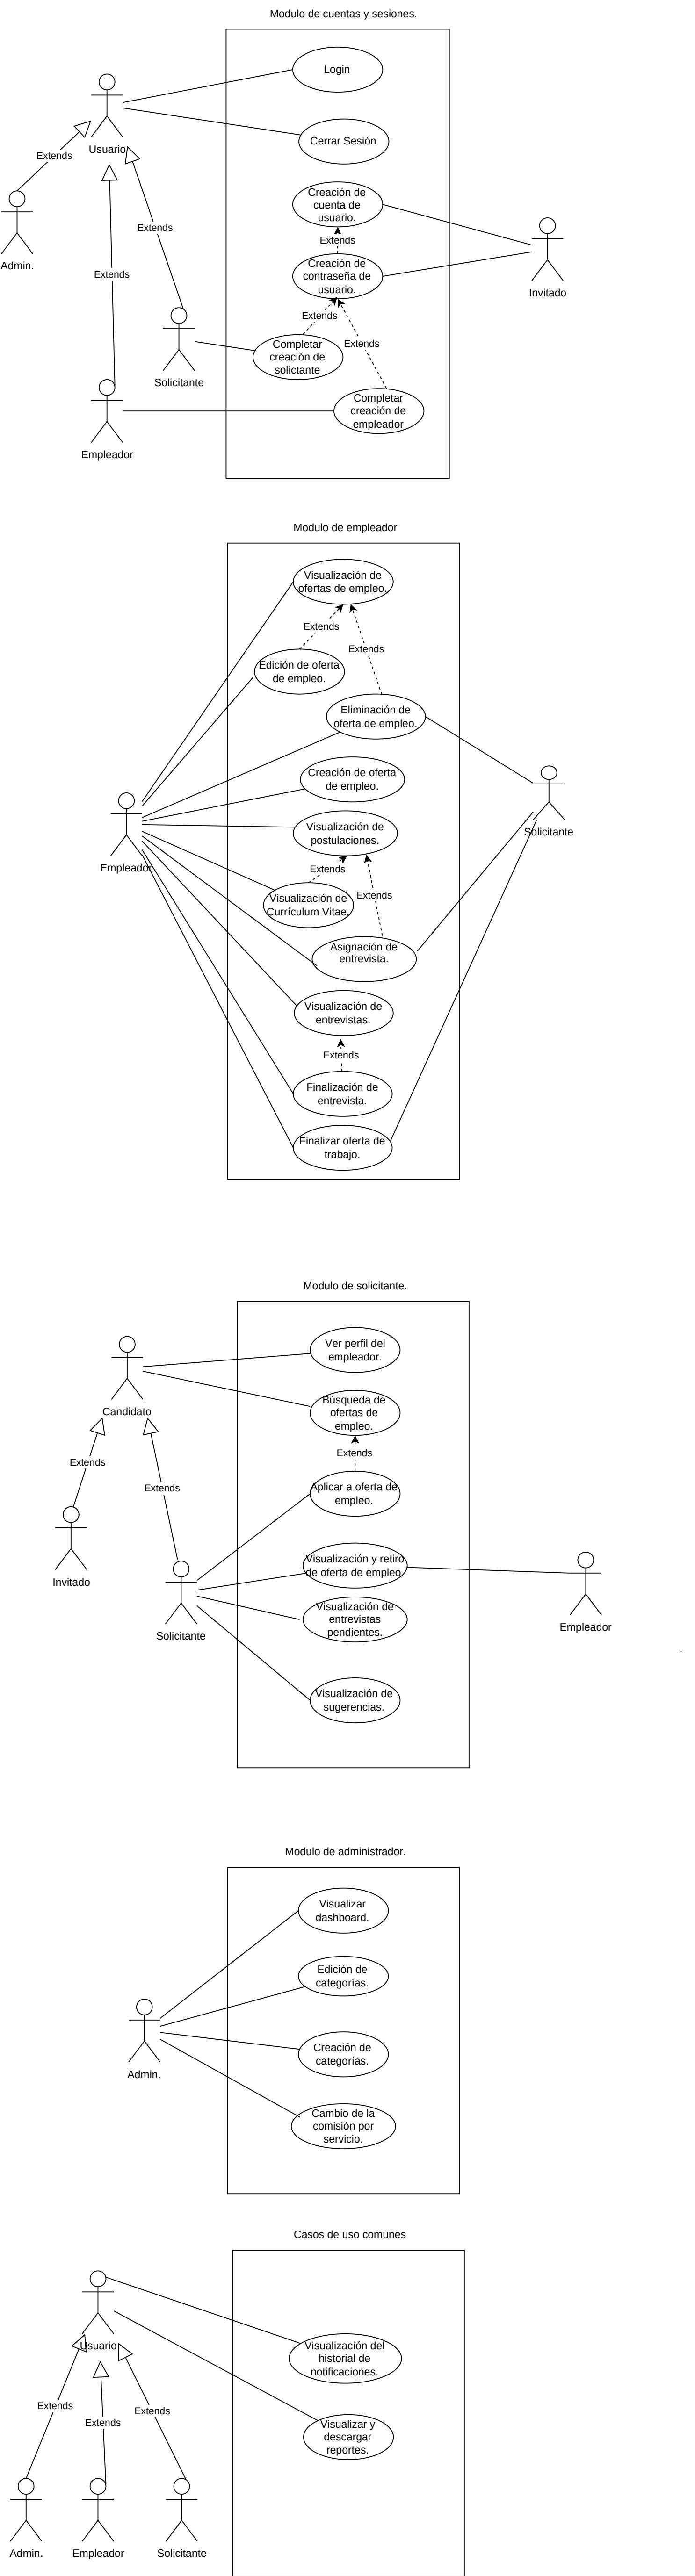 Modulo de cuentas y sesiones.
Login
Usuario
Cerrar Sesión
Extends
Creación de
cuenta de
usuario.
Extends
Extends
Admin.
Creación de
contraseña de
usuario.
Extends
Invitado
Extends
Extends
Completar
creación de
solictante
Solicitante
Completar
creación de
empleador
Empleador
Modulo de empleador
Visualización de
ofertas de empleo.
Extends
Extends
Edición de oferta
de empleo.
Eliminación de
oferta de empleo.
Creación de oferta
de empleo.
Solicitante
Visualización de
postulaciones.
Empleador
Extends
Extends
Visualización de
Currículum Vitae.
Asignación de
entrevista.
Visualización de
entrevistas.
Extends
Finalización de
entrevista.
Finalizar oferta de
trabajo.
Modulo de solicitante.
Ver perfil del
empleador.
Candidato
Búsqueda de
ofertas de
empleo.
Extends
Extends
Extends
Aplicar a oferta de
empleo.
Invitado
Visualización y retiro
de oferta de empleo.
Solicitante
Empleador
Visualización de
entrevistas
pendientes.
Visualización de
sugerencias.
Modulo de administrador.
Visualizar
dashboard.
Edición de
categorías.
Admin.
Creación de
categorías.
Cambio de la
comisión por
servicio.
Casos de uso comunes
Usuario
Visualización del
historial de
notificaciones.
Extends
Extends
Extends
Visualizar y
descargar
reportes.
Admin.
Empleador
Solicitante